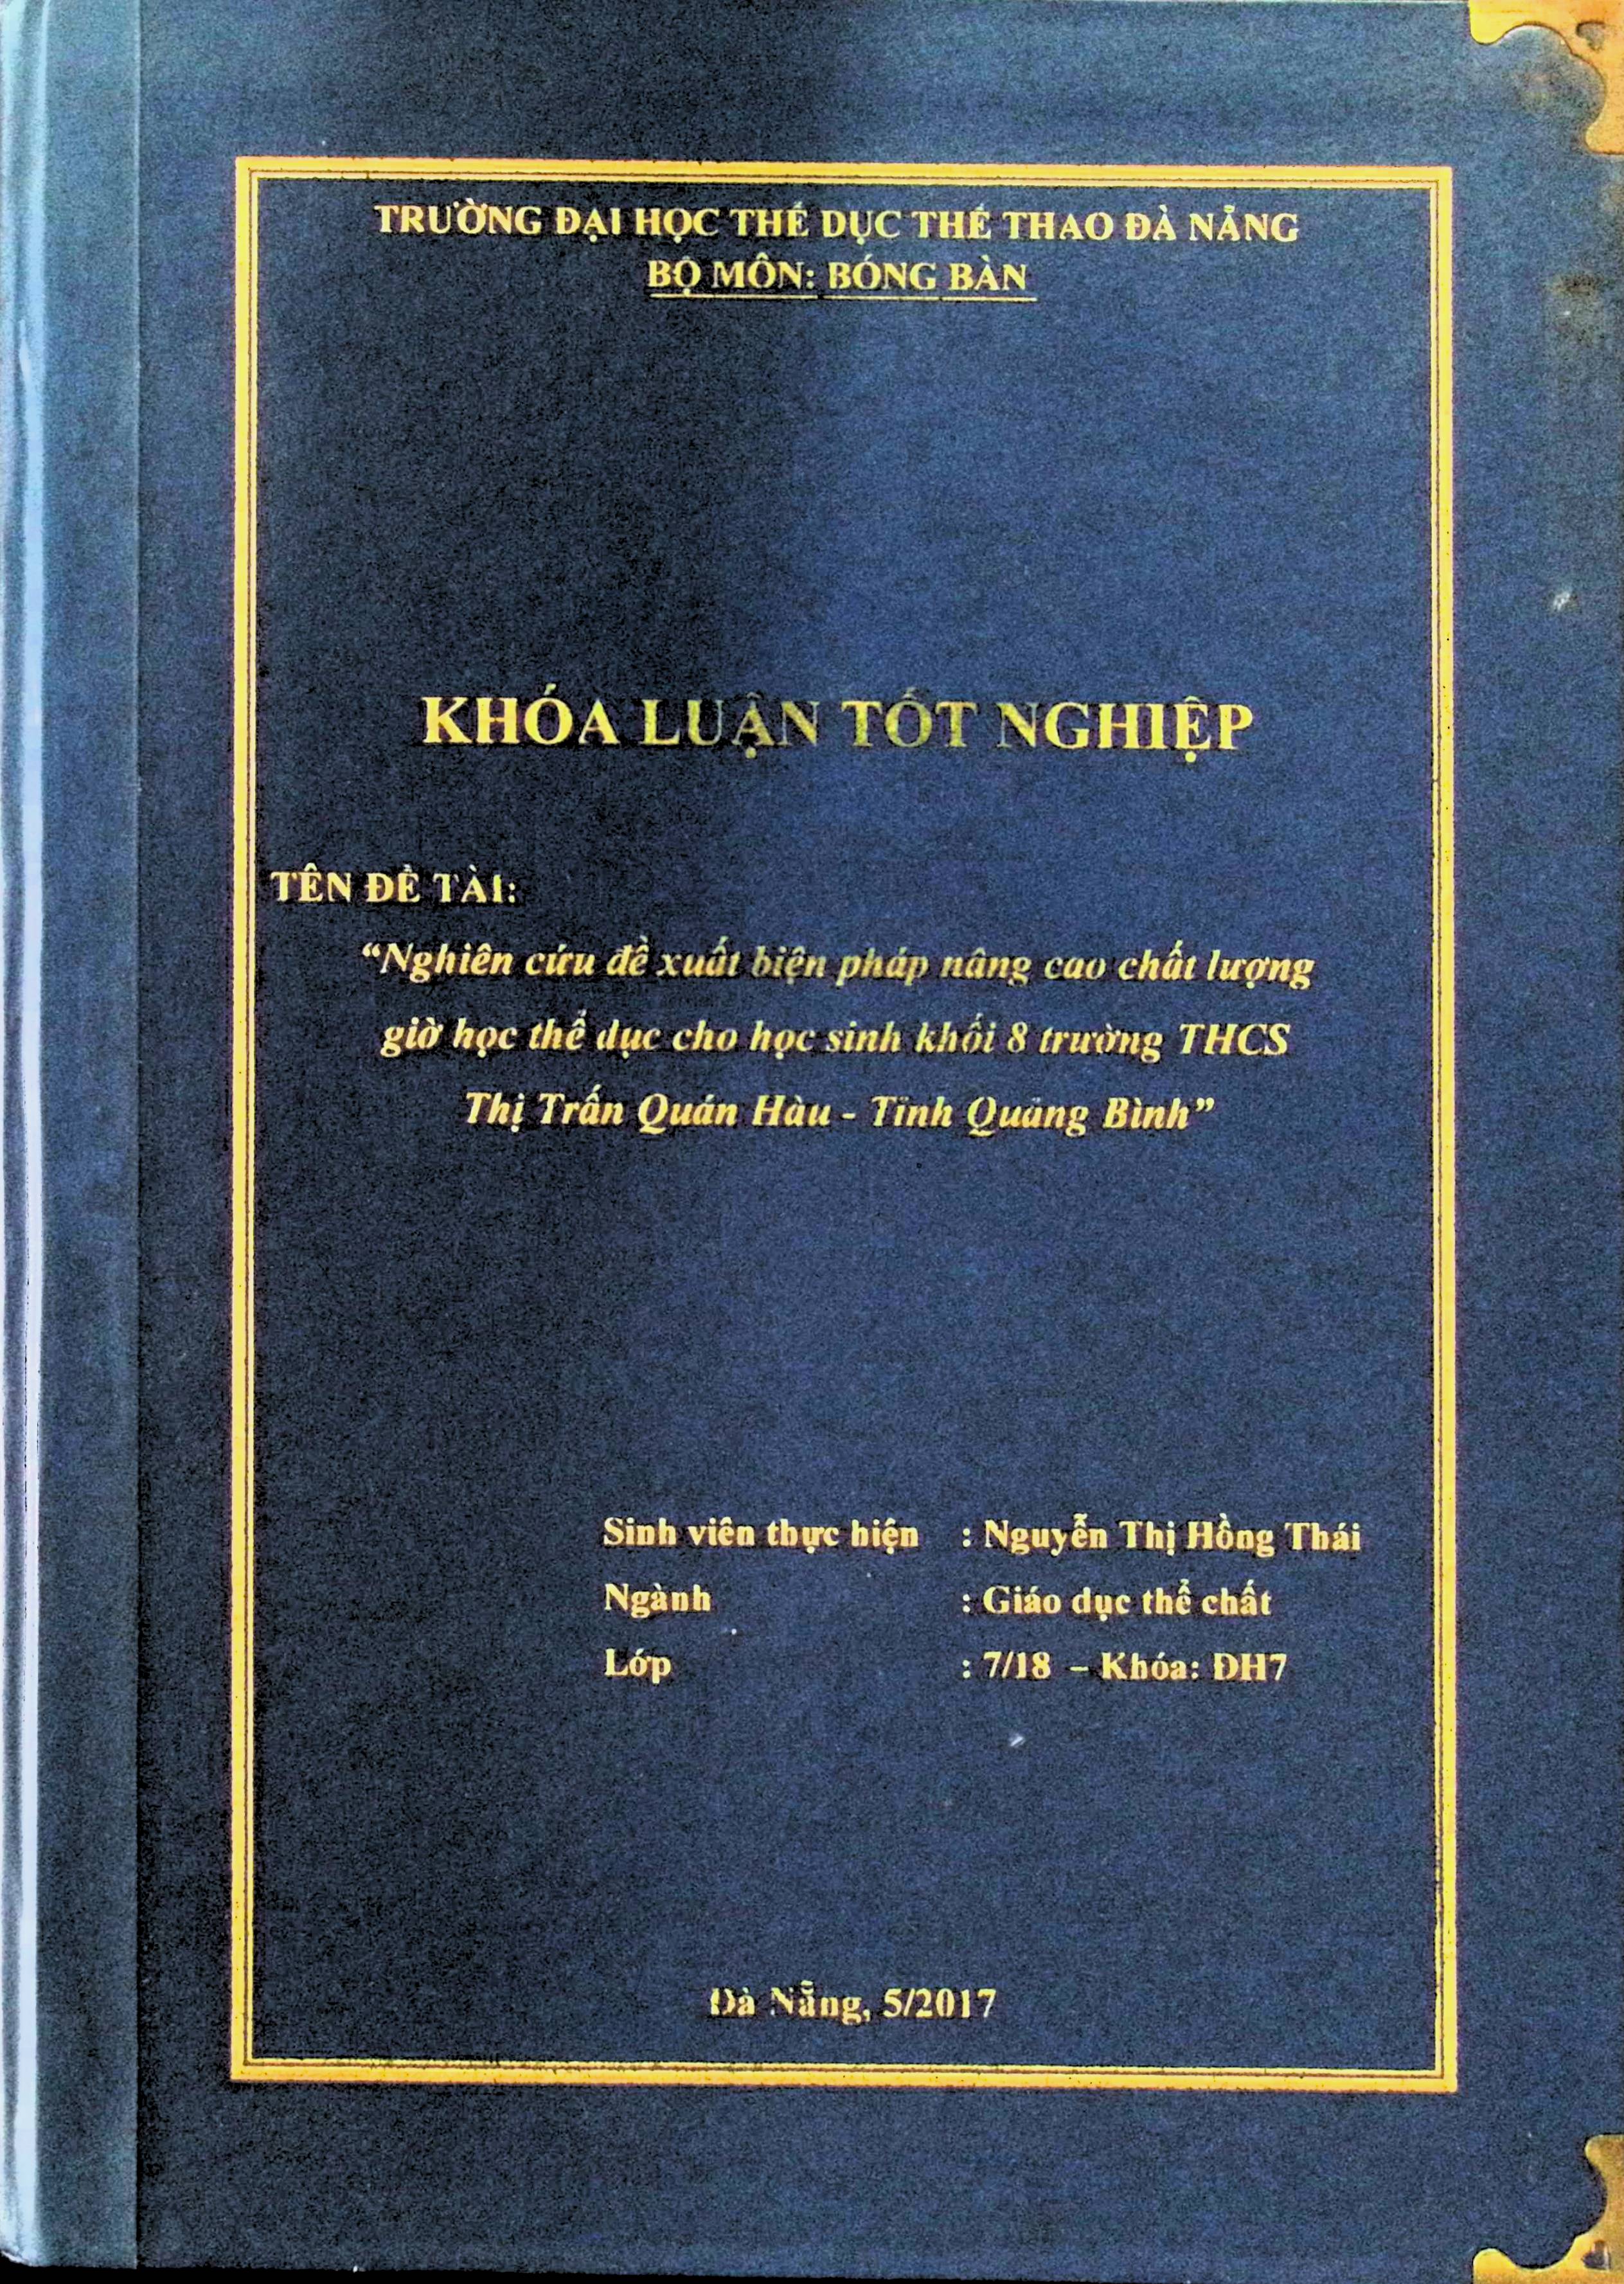 TRƯỜNG ĐẠI HỌC THỂ DỤC THỂ THAO ĐÀ NẴNG
BỘ MÔN: BÓNG BÀN
KHÓA LUẬN TỐT NGHIỆP
TÊN ĐỀ TÀI:
“Nghiên cứu đề xuất biện pháp nâng cao chất lượng
giờ học thể dục cho học sinh khối 8 trường THCS
Thị Trấn Quán Hàu - Tỉnh Quảng Bình”
Sinh viên thực hiện : Nguyễn Thị Hồng Thái
Ngành : Giáo dục thể chất
Lớp : 7/18 – Khóa: ĐH7
Đà Nẵng, 5/2017